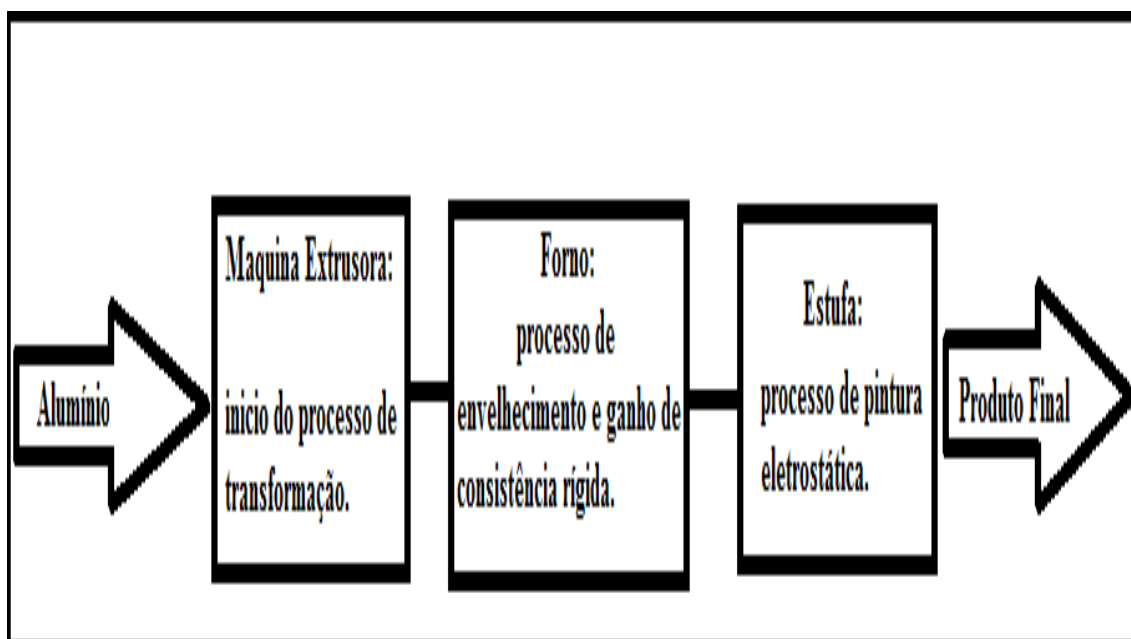 Alumínio
Maquina Extrusora:
inicio do processo de
transformação.
Forno:
processo de
envelhecimento e ganho de
consistência rígida.
Estufa:
processo de pintura
eletrostática.
Produto Final